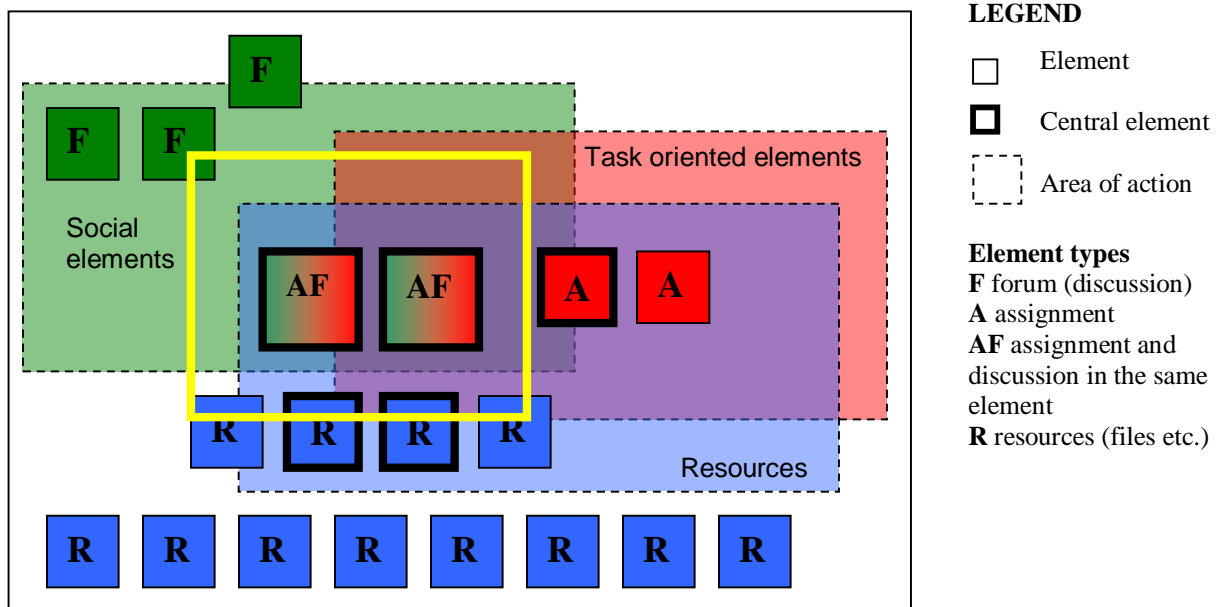 F
F F
Task oriented elements
Social
elements
AF AF A A
R R R R
Resources
R R R R R R R R
LEGEND
Element
Central element
Area of action
Element types
F forum (discussion)
A assignment
AF assignment and
discussion in the same
element
R resources (files etc.)